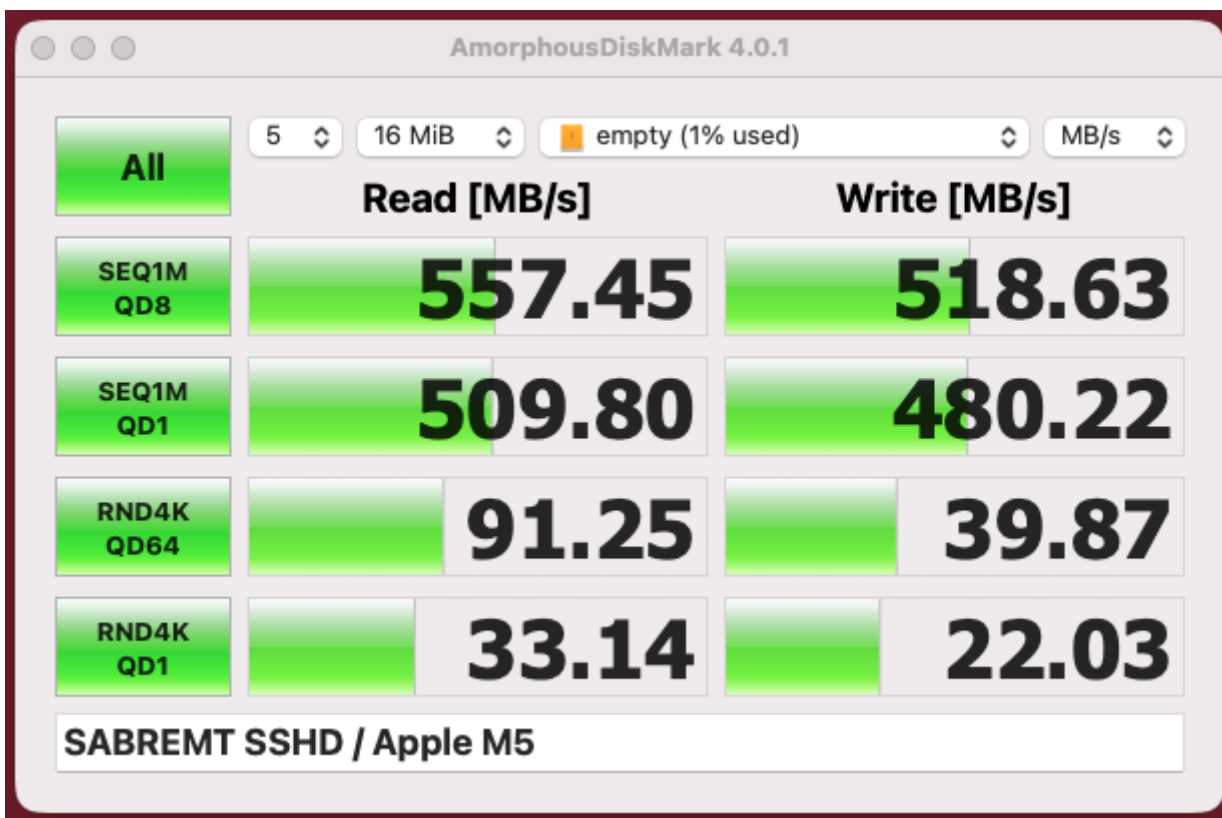 AmorphousDiskMark 4.0.1
All
5
16 MiB
empty (1% used)
MB/s
Read [MB/s]
Write [MB/s]
SEQ1M
QD8
557.45
518.63
SEQ1M
QD1
509.80
480.22
RND4K
QD64
91.25
39.87
RND4K
QD1
33.14
22.03
SABREMT SSHD / Apple M5